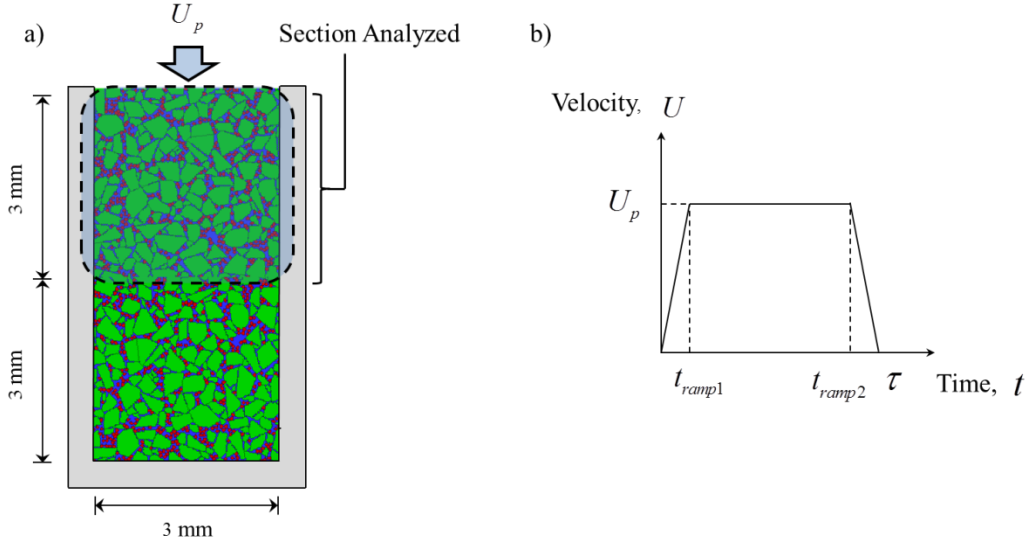 a)
U_p
Section Analyzed
3 mm
3 mm
3 mm
b)
Velocity, U
U_p
t_ramp1
t_ramp2
τ
Time, t